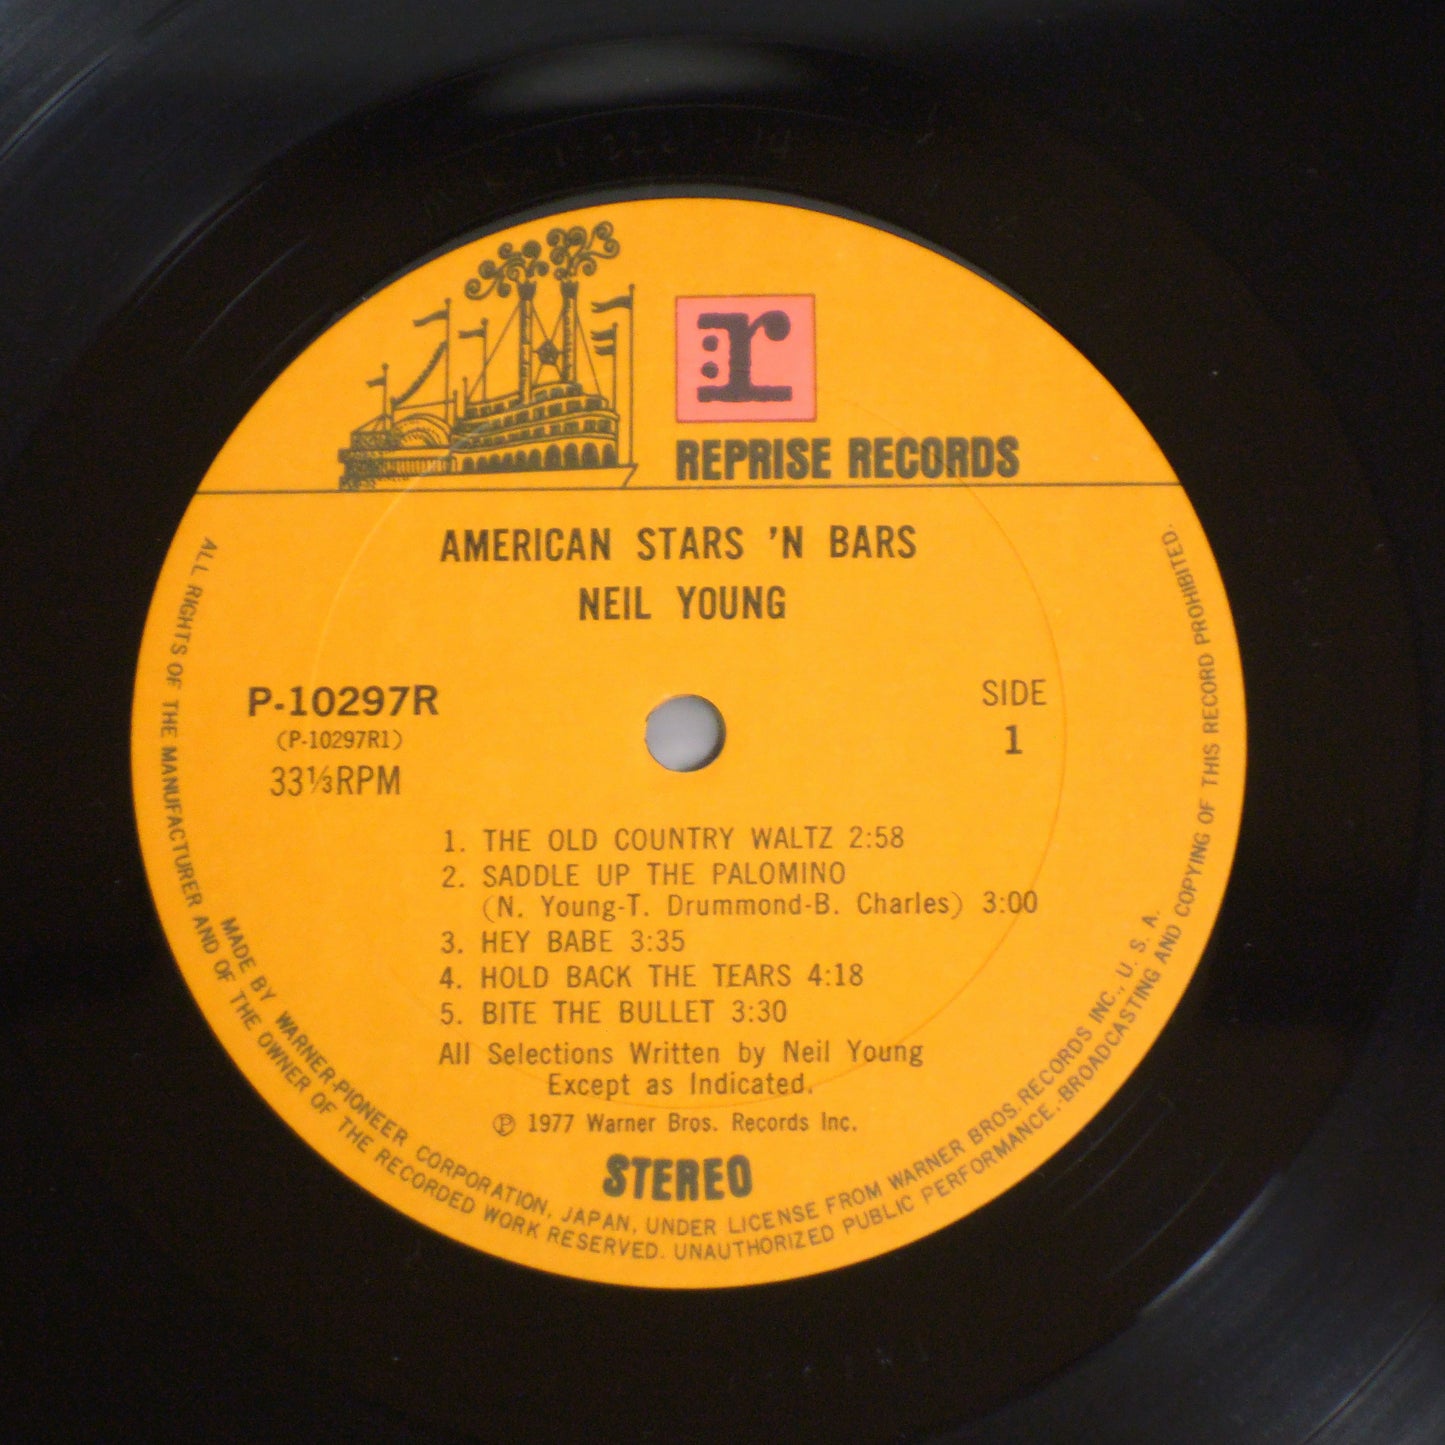 r
REPRISE RECORDS
AMERICAN STARS 'N BARS
NEIL YOUNG
P-10297R
(P-10297R1)
33⅓RPM
SIDE
1
1. THE OLD COUNTRY WALTZ 2:58
2. SADDLE UP THE PALOMINO
(N. Young-T. Drummond-B. Charles) 3:00
3. HEY BABE 3:35
4. HOLD BACK THE TEARS 4:18
5. BITE THE BULLET 3:30
All Selections Written by Neil Young
Except as Indicated.
℗ 1977 Warner Bros. Records Inc.
STEREO
MADE BY WARNER-PIONEER CORPORATION, JAPAN, UNDER LICENSE FROM WARNER BROS. RECORDS INC., U. S. A.
ALL RIGHTS OF THE MANUFACTURER AND OF THE OWNER OF THE RECORDED WORK RESERVED. UNAUTHORIZED PUBLIC PERFORMANCE,·BROADCASTING AND COPYING OF THIS RECORD PROHIBITED·